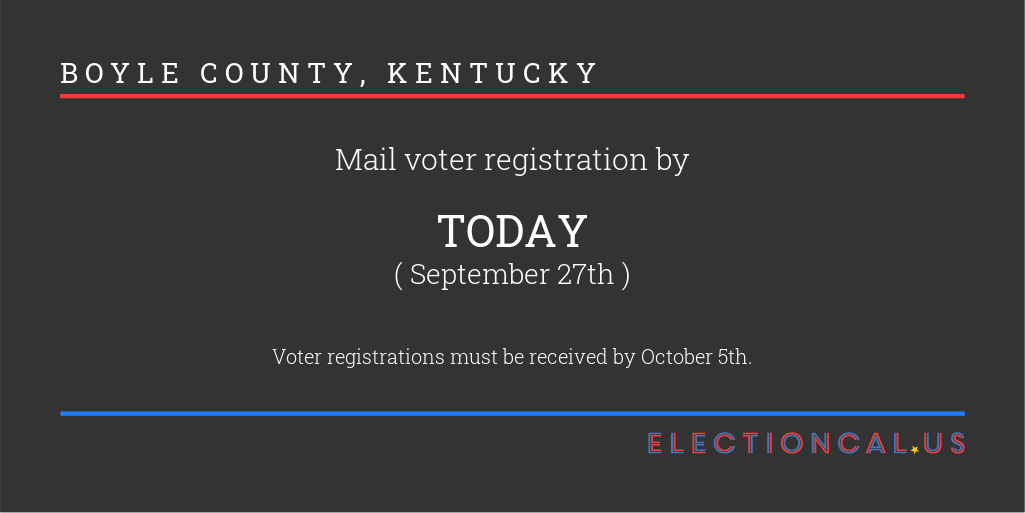 BOYLE COUNTY, KENTUCKY
Mail voter registration by
TODAY
( September 27th )
Voter registrations must be received by October 5th.
ELECTIONCAL★US